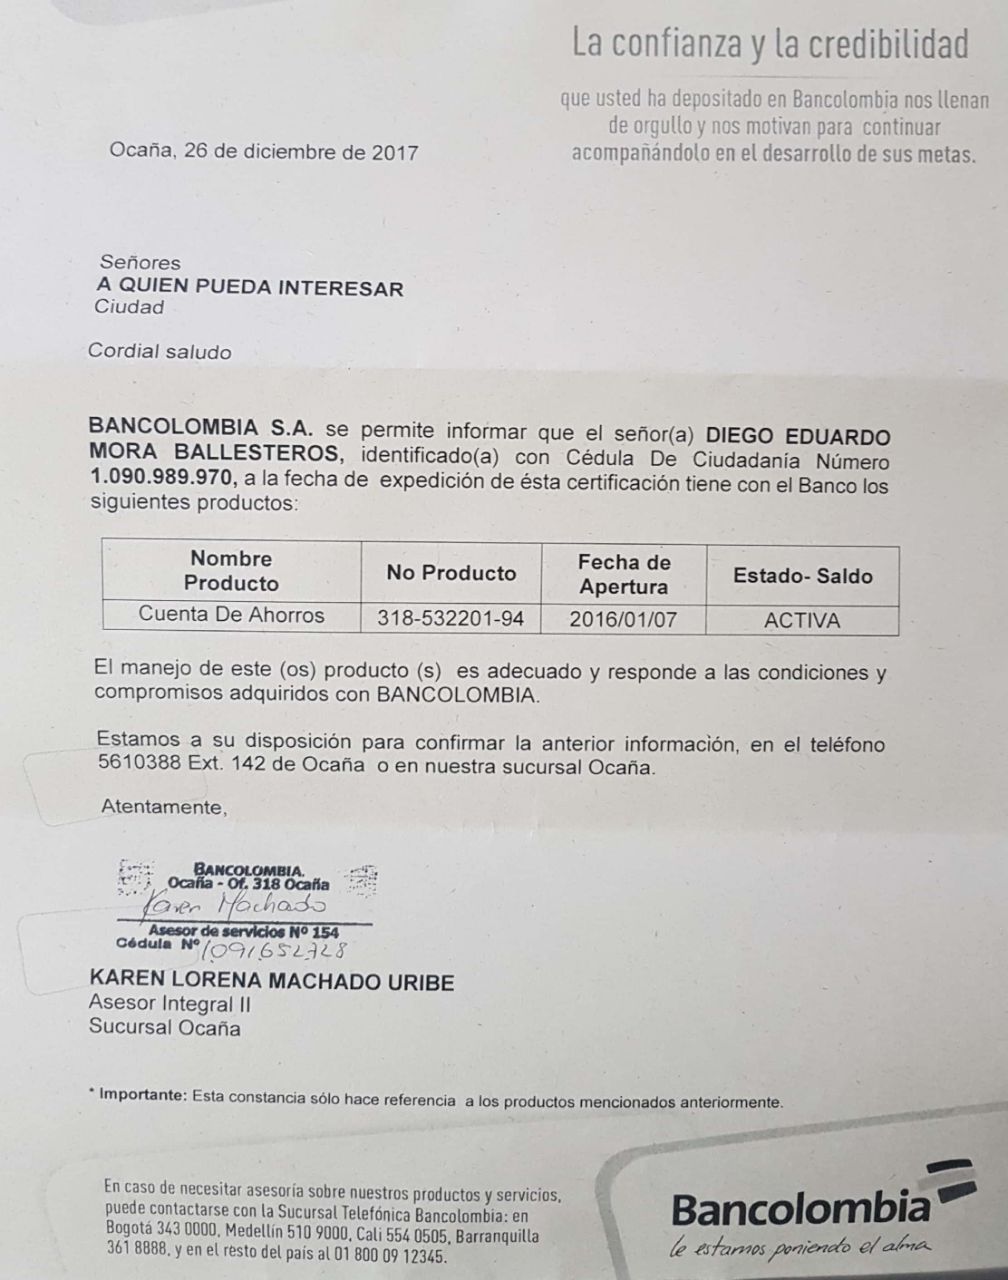 La confianza y la credibilidad
que usted ha depositado en Bancolombia nos llenan
de orgullo y nos motivan para continuar
acompañándolo en el desarrollo de sus metas.
Ocaña, 26 de diciembre de 2017
Señores
A QUIEN PUEDA INTERESAR
Ciudad
Cordial saludo
BANCOLOMBIA S.A. se permite informar que el señor(a) DIEGO EDUARDO
MORA BALLESTEROS, identificado(a) con Cédula De Ciudadanía Número
1.090.989.970, a la fecha de expedición de ésta certificación tiene con el Banco los
siguientes productos:
Nombre Producto | No Producto | Fecha de Apertura | Estado- Saldo
Cuenta De Ahorros | 318-532201-94 | 2016/01/07 | ACTIVA
El manejo de este (os) producto (s) es adecuado y responde a las condiciones y
compromisos adquiridos con BANCOLOMBIA.
Estamos a su disposición para confirmar la anterior información, en el teléfono
5610388 Ext. 142 de Ocaña o en nuestra sucursal Ocaña.
Atentamente,
BANCOLOMBIA.
Ocaña - Of. 318 Ocaña
Karen Machado
Asesor de servicios Nº 154
Cédula Nº 1091652728
KAREN LORENA MACHADO URIBE
Asesor Integral II
Sucursal Ocaña
* Importante: Esta constancia sólo hace referencia a los productos mencionados anteriormente.
En caso de necesitar asesoría sobre nuestros productos y servicios,
puede contactarse con la Sucursal Telefónica Bancolombia: en
Bogotá 343 0000, Medellín 510 9000, Cali 554 0505, Barranquilla
361 8888, y en el resto del país al 01 800 09 12345.
Bancolombia
le estamos poniendo el alma